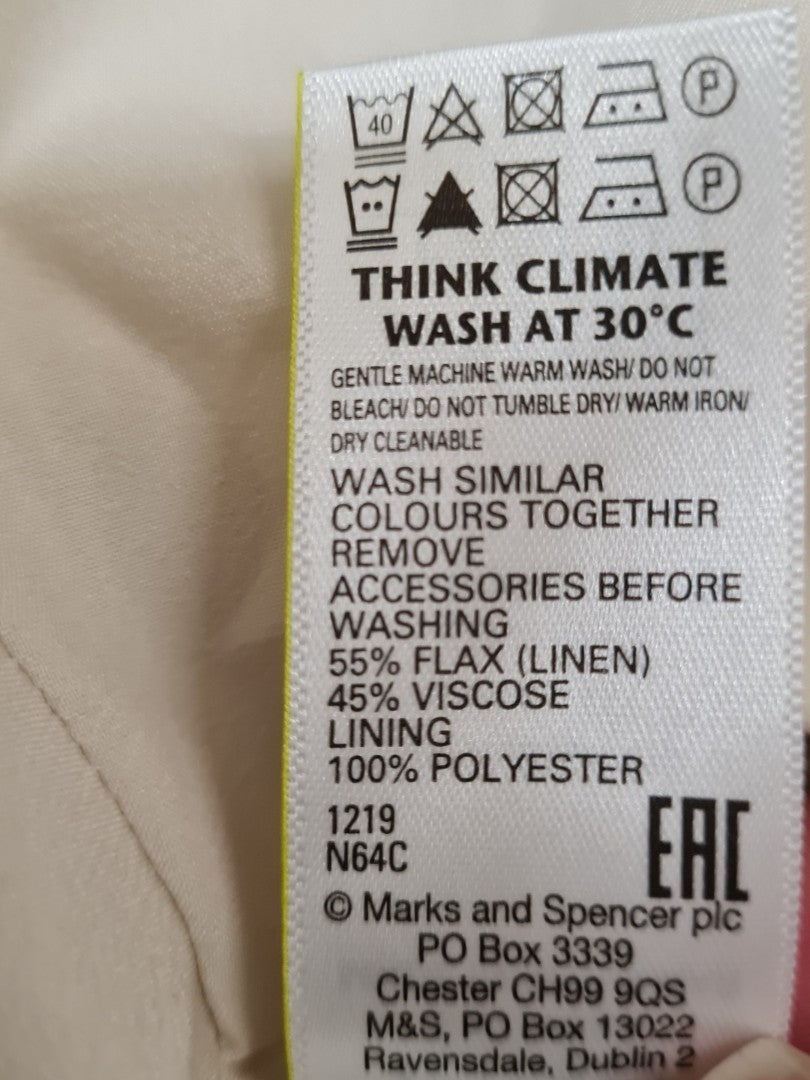 40
P
P
THINK CLIMATE
WASH AT 30°C
GENTLE MACHINE WARM WASH/ DO NOT
BLEACH/ DO NOT TUMBLE DRY/ WARM IRON/
DRY CLEANABLE
WASH SIMILAR
COLOURS TOGETHER
REMOVE
ACCESSORIES BEFORE
WASHING
55% FLAX (LINEN)
45% VISCOSE
LINING
100% POLYESTER
1219
N64C
EAC
© Marks and Spencer plc
PO Box 3339
Chester CH99 9QS
M&S, PO Box 13022
Ravensdale, Dublin 2